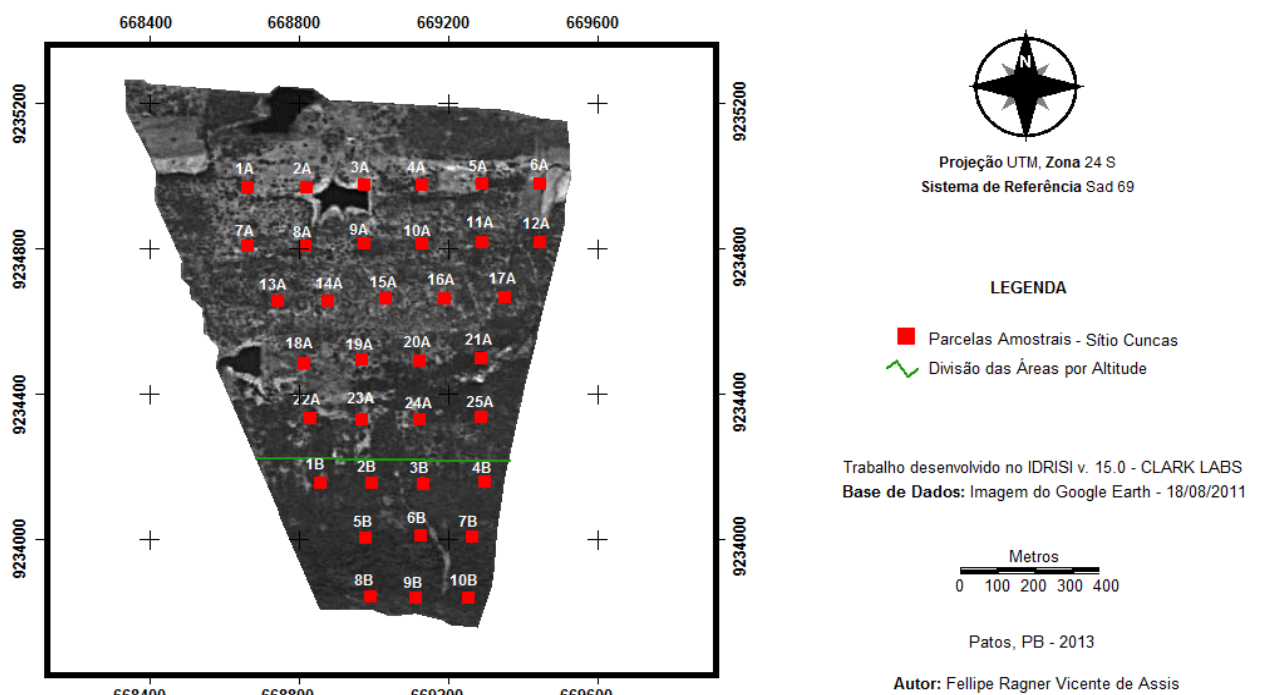 668400 668800 669200 669600
9235200
9235200
N
Projeção UTM, Zona 24 S
Sistema de Referência Sad 69
1A 2A 3A 4A 5A 6A
7A 8A 9A 10A 11A 12A
9234800
9234800
13A 14A 15A 16A 17A
LEGENDA
Parcelas Amostrais - Sítio Cuncas
Divisão das Áreas por Altitude
18A 19A 20A 21A
9234400
9234400
22A 23A 24A 25A
1B 2B 3B 4B
Trabalho desenvolvido no IDRISI v. 15.0 - CLARK LABS
Base de Dados: Imagem do Google Earth - 18/08/2011
5B 6B 7B
9234000
9234000
8B 9B 10B
Metros
0 100 200 300 400
Patos, PB - 2013
Autor: Fellipe Ragner Vicente de Assis
668400 668800 669200 669600